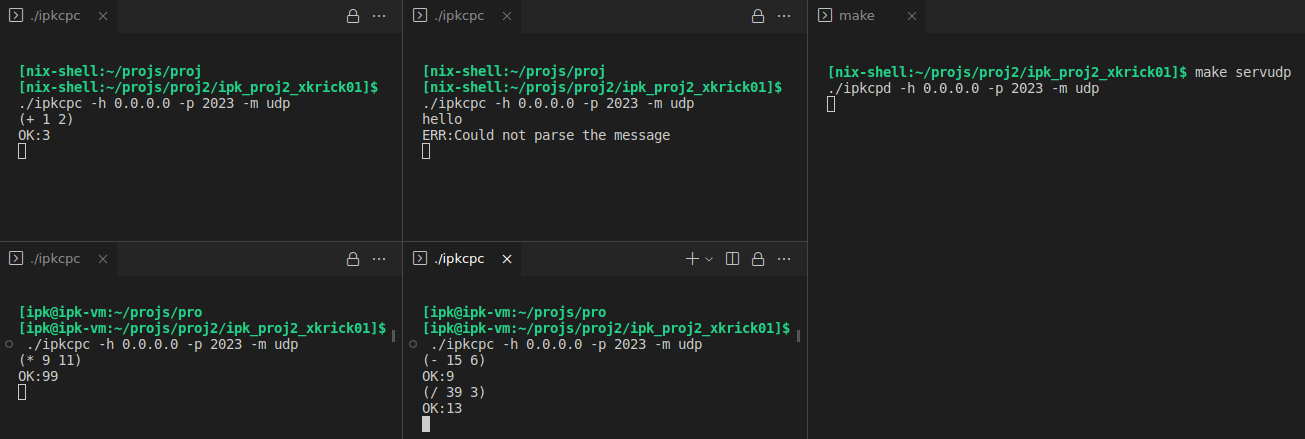 ./ipkcpc
[nix-shell:~/projs/proj
[nix-shell:~/projs/proj2/ipk_proj2_xkrick01]$
./ipkcpc -h 0.0.0.0 -p 2023 -m udp
(+ 1 2)
OK:3
./ipkcpc
[nix-shell:~/projs/proj
[nix-shell:~/projs/proj2/ipk_proj2_xkrick01]$
./ipkcpc -h 0.0.0.0 -p 2023 -m udp
hello
ERR:Could not parse the message
make
[nix-shell:~/projs/proj2/ipk_proj2_xkrick01]$ make servudp
./ipkcpd -h 0.0.0.0 -p 2023 -m udp
./ipkcpc
[ipk@ipk-vm:~/projs/pro
[ipk@ipk-vm:~/projs/proj2/ipk_proj2_xkrick01]$
./ipkcpc -h 0.0.0.0 -p 2023 -m udp
(* 9 11)
OK:99
./ipkcpc
[ipk@ipk-vm:~/projs/pro
[ipk@ipk-vm:~/projs/proj2/ipk_proj2_xkrick01]$
./ipkcpc -h 0.0.0.0 -p 2023 -m udp
(- 15 6)
OK:9
(/ 39 3)
OK:13